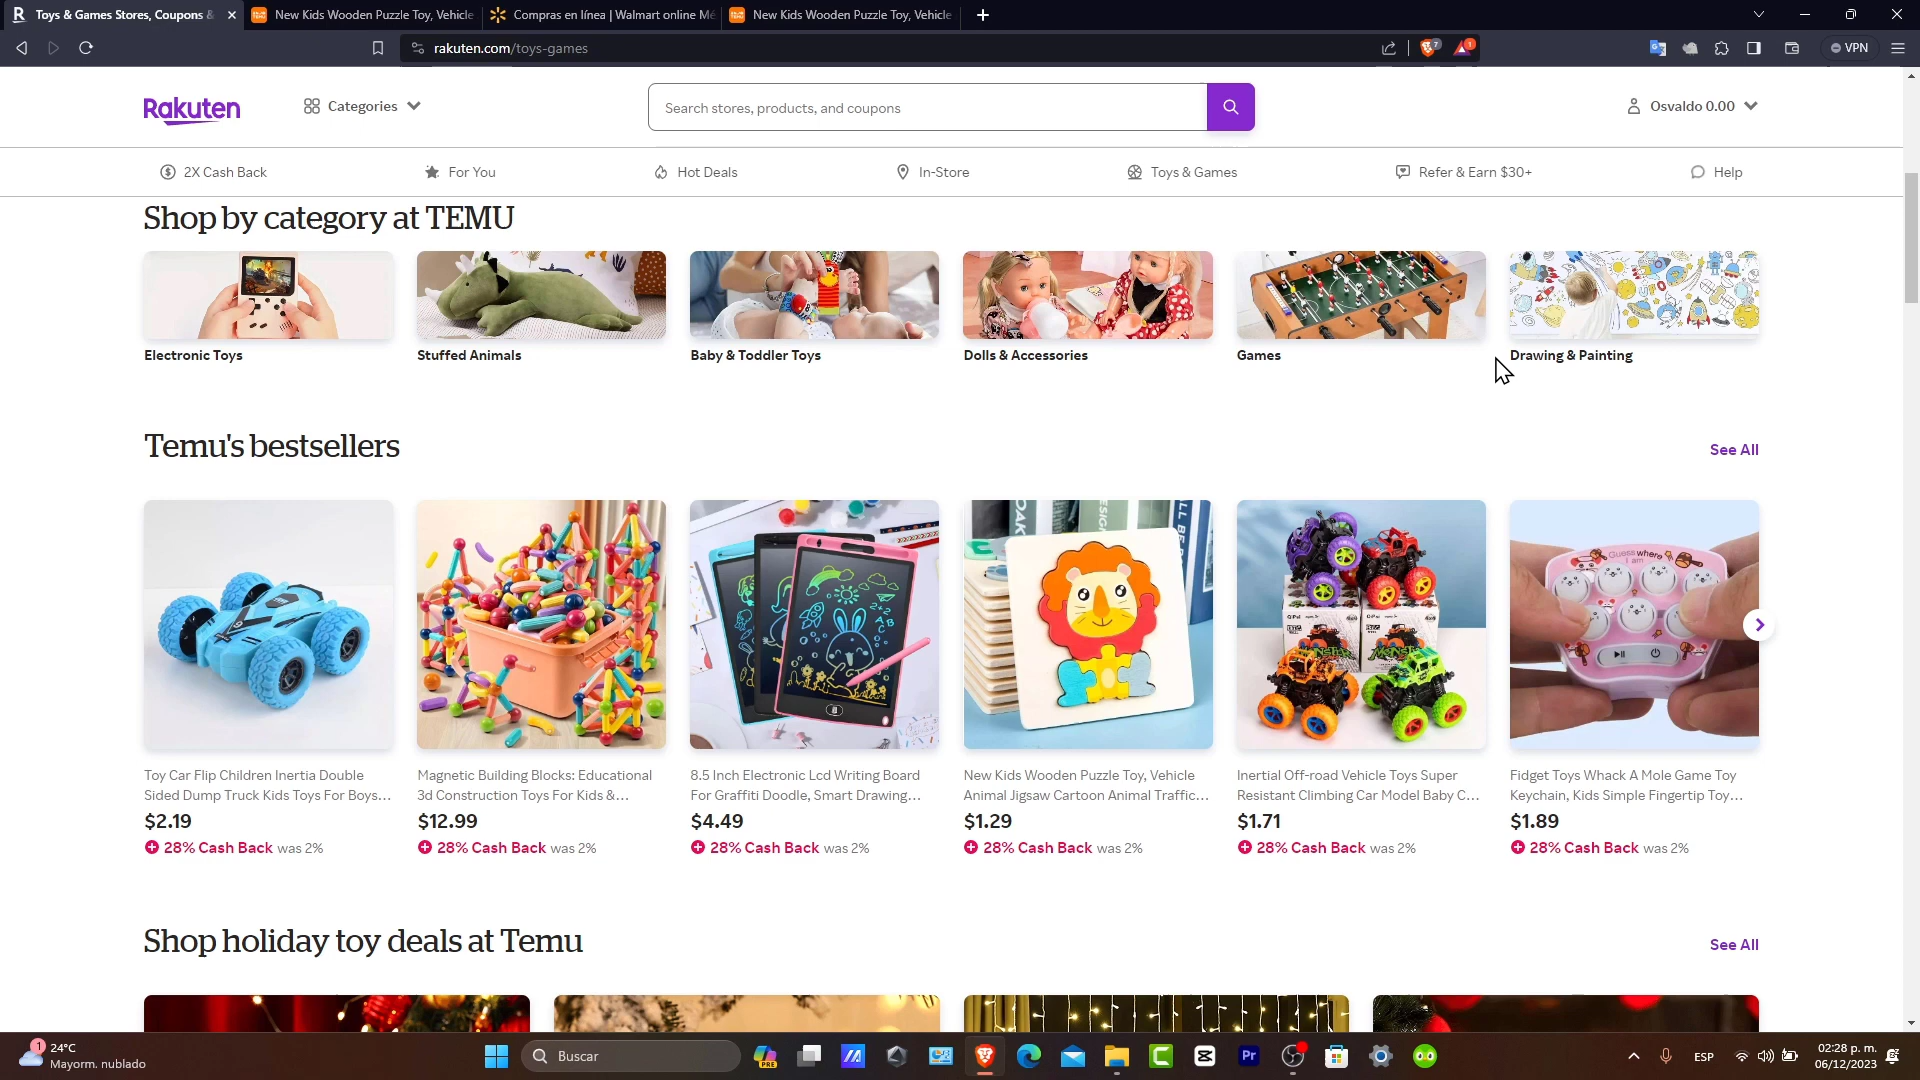 Toys & Games Stores, Coupons &
New Kids Wooden Puzzle Toy, Vehicle
Compras en línea | Walmart online Mé
New Kids Wooden Puzzle Toy, Vehicle
rakuten.com/toys-games
7
1
VPN
Rakuten
Categories
Search stores, products, and coupons
Osvaldo 0.00
2X Cash Back
For You
Hot Deals
In-Store
Toys & Games
Refer & Earn $30+
Help
Shop by category at TEMU
Electronic Toys
Stuffed Animals
Baby & Toddler Toys
Dolls & Accessories
Games
Drawing & Painting
Temu's bestsellers
See All
Guess where
I am
Toy Car Flip Children Inertia Double
Sided Dump Truck Kids Toys For Boys...
$2.19
28% Cash Back was 2%
Magnetic Building Blocks: Educational
3d Construction Toys For Kids &...
$12.99
28% Cash Back was 2%
8.5 Inch Electronic Lcd Writing Board
For Graffiti Doodle, Smart Drawing...
$4.49
28% Cash Back was 2%
New Kids Wooden Puzzle Toy, Vehicle
Animal Jigsaw Cartoon Animal Traffic...
$1.29
28% Cash Back was 2%
Inertial Off-road Vehicle Toys Super
Resistant Climbing Car Model Baby C...
$1.71
28% Cash Back was 2%
Fidget Toys Whack A Mole Game Toy
Keychain, Kids Simple Fingertip Toy...
$1.89
28% Cash Back was 2%
Shop holiday toy deals at Temu
See All
1
24°C
Mayorm. nublado
Buscar
PRE
Pr
ESP
02:28 p. m.
06/12/2023